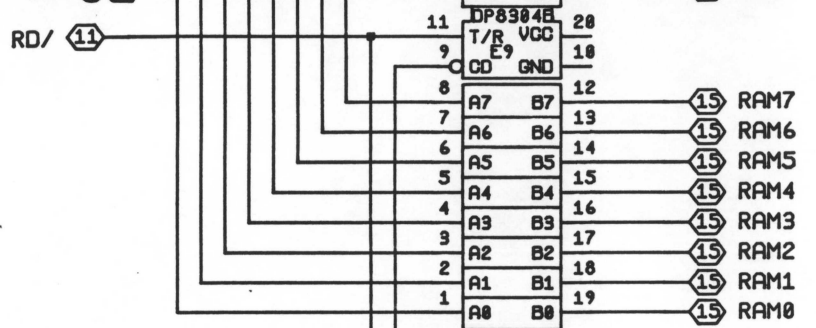 DP8304B
11 T/R VCC 20
RD/ 11
E9
9 CD GND 10
8 A7 B7 12 15 RAM7
7 A6 B6 13 15 RAM6
6 A5 B5 14 15 RAM5
5 A4 B4 15 15 RAM4
4 A3 B3 16 15 RAM3
3 A2 B2 17 15 RAM2
2 A1 B1 18 15 RAM1
1 A0 B0 19 15 RAM0